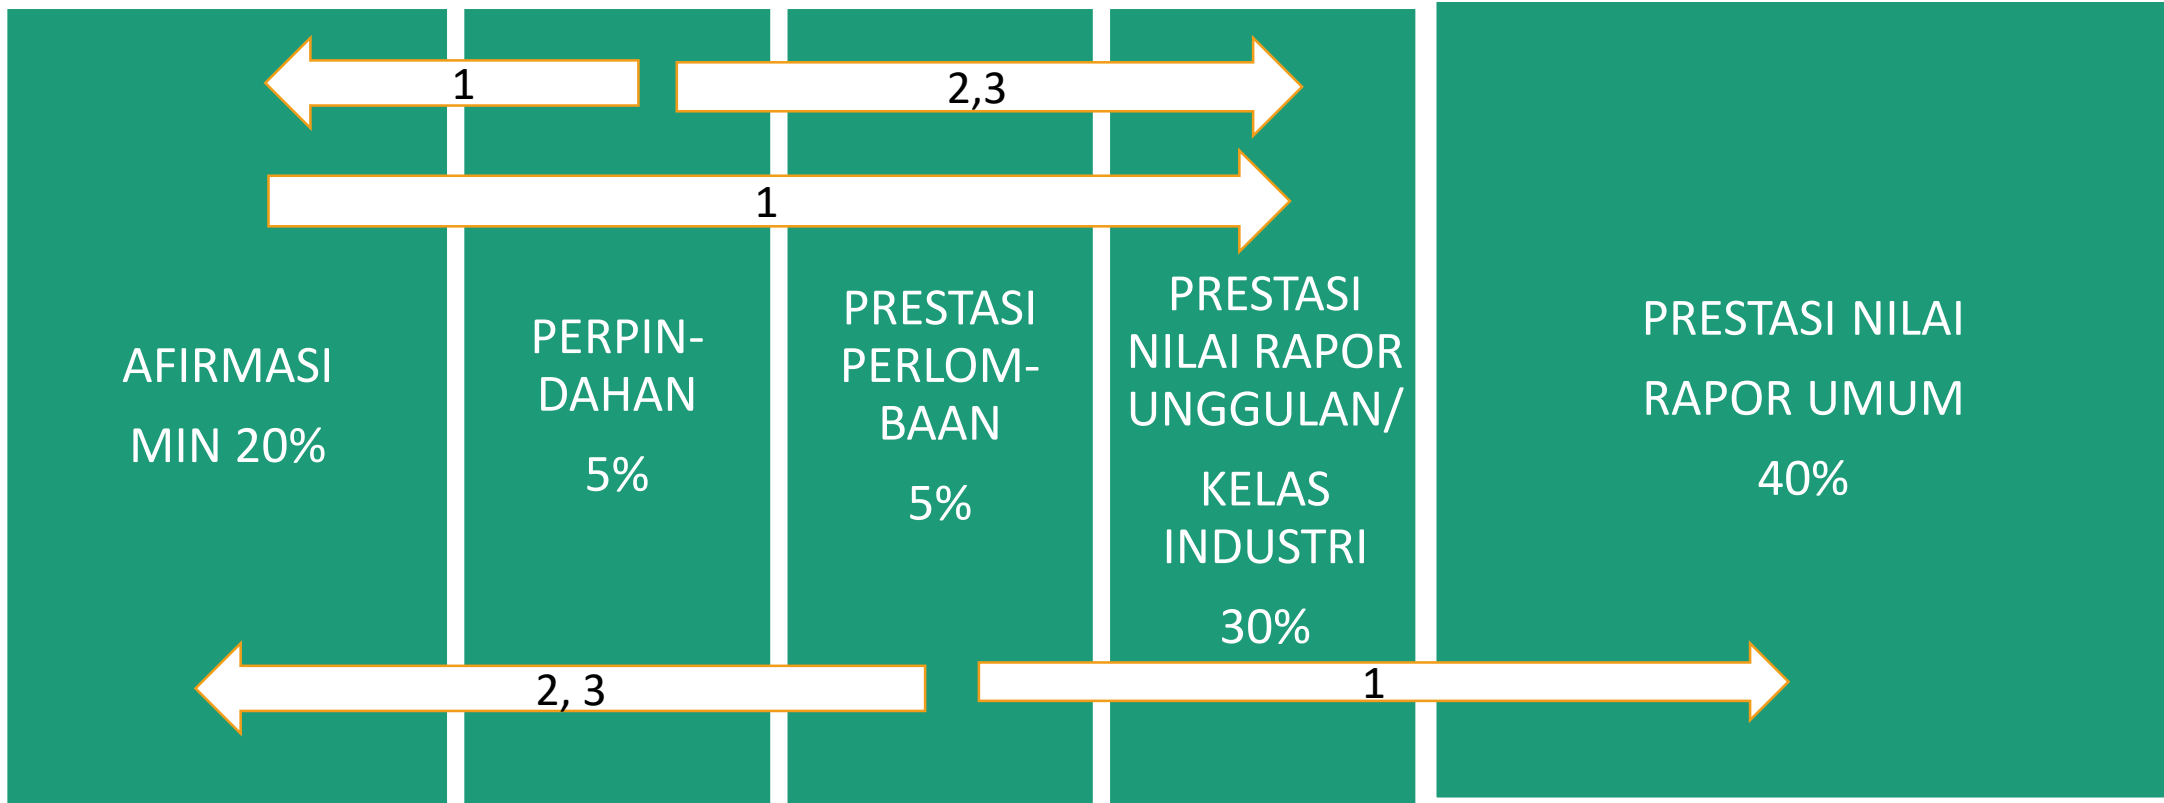 1
2,3
1
AFIRMASI
MIN 20%
PERPIN-
DAHAN
5%
PRESTASI
PERLOM-
BAAN
5%
PRESTASI
NILAI RAPOR
UNGGULAN/
KELAS
INDUSTRI
30%
PRESTASI NILAI
RAPOR UMUM
40%
2, 3
1